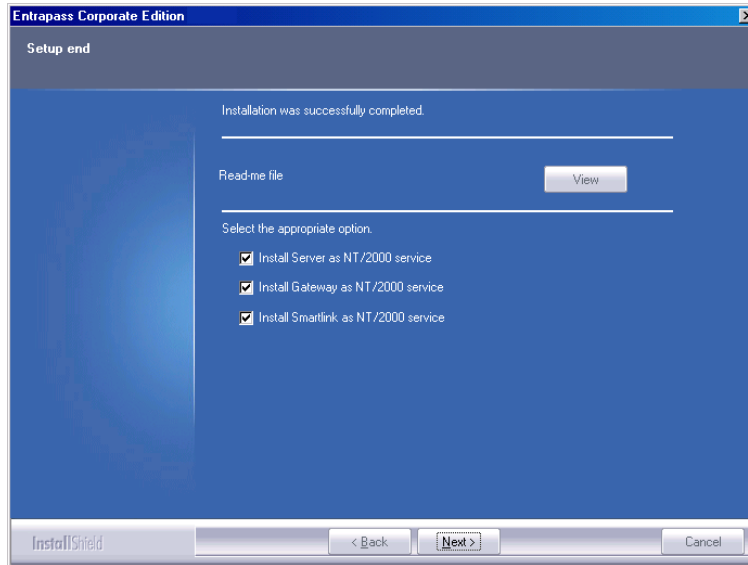 Entrapass Corporate Edition
Setup end
Installation was successfully completed.
Read-me file
View
Select the appropriate option.
Install Server as NT/2000 service
Install Gateway as NT/2000 service
Install Smartlink as NT/2000 service
InstallShield
< Back
Next >
Cancel